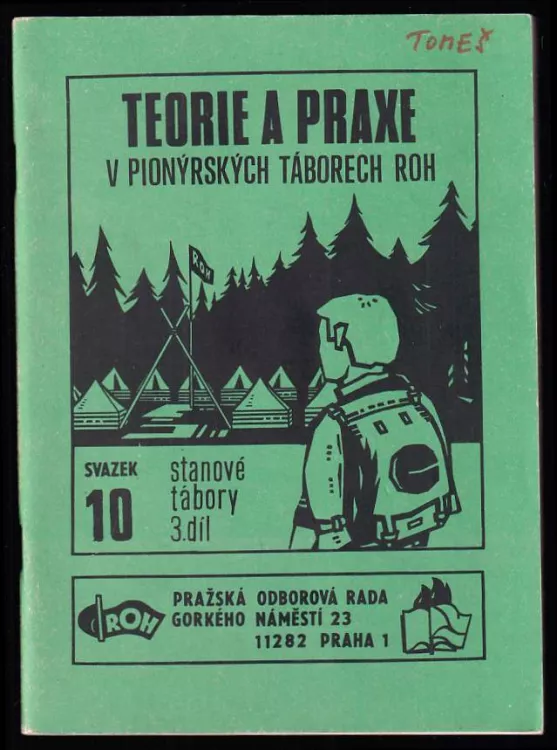 TOMEŠ
TEORIE A PRAXE
V PIONÝRSKÝCH TÁBORECH ROH
ROH
SVAZEK
10
stanové
tábory
3.díl
ROH
PRAŽSKÁ ODBOROVÁ RADA
GORKÉHO NÁMĚSTÍ 23
11282 PRAHA 1